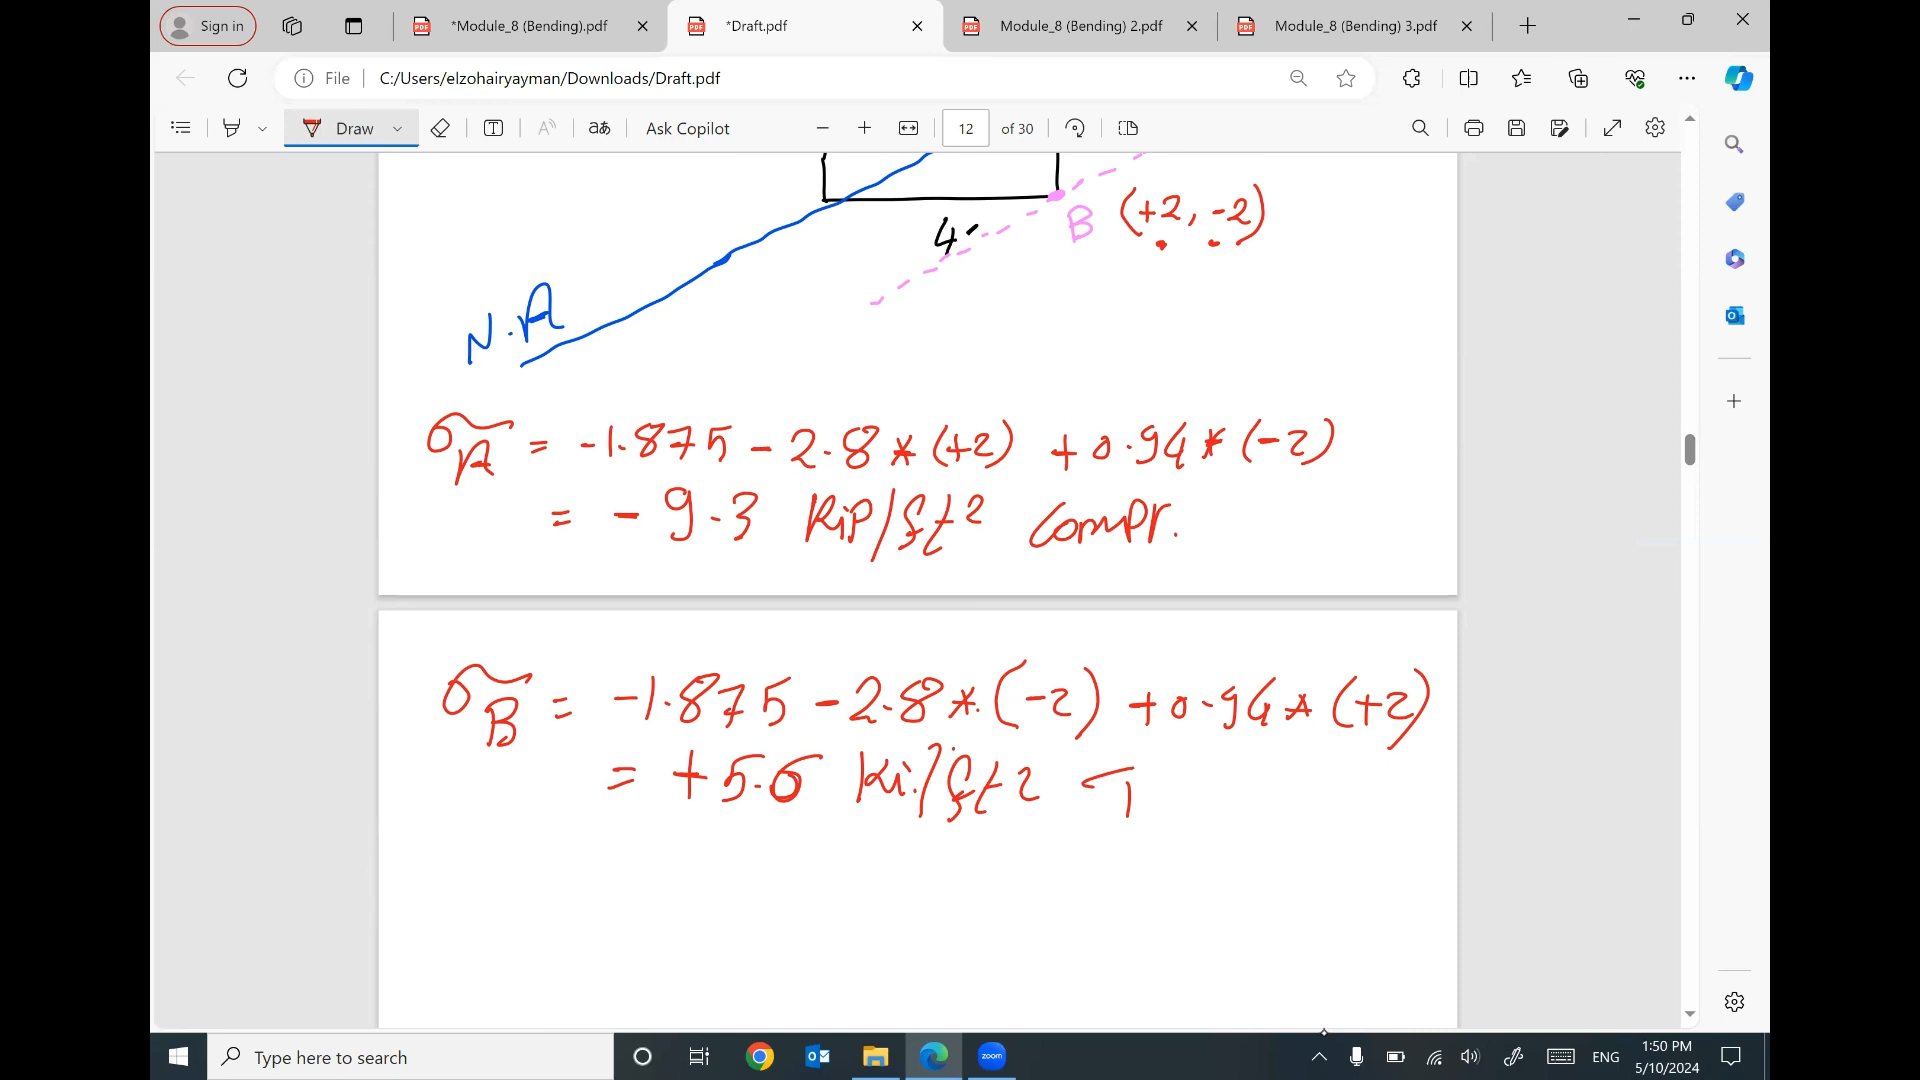 Sign in
*Module_8 (Bending).pdf
*Draft.pdf
Module_8 (Bending) 2.pdf
Module_8 (Bending) 3.pdf
File
C:/Users/elzohairyayman/Downloads/Draft.pdf
Draw
Ask Copilot
12 of 30
4'
B (+2, -2)
N.A
σA = -1.875 - 2.8 * (+2) + 0.94 * (-2)
= - 9.3 Kip/ft2 Compr.
σB = -1.875 - 2.8 * (-2) + 0.94 * (+2)
= + 5.6 Ki./ft2 T
Type here to search
zoom
ENG
1:50 PM
5/10/2024